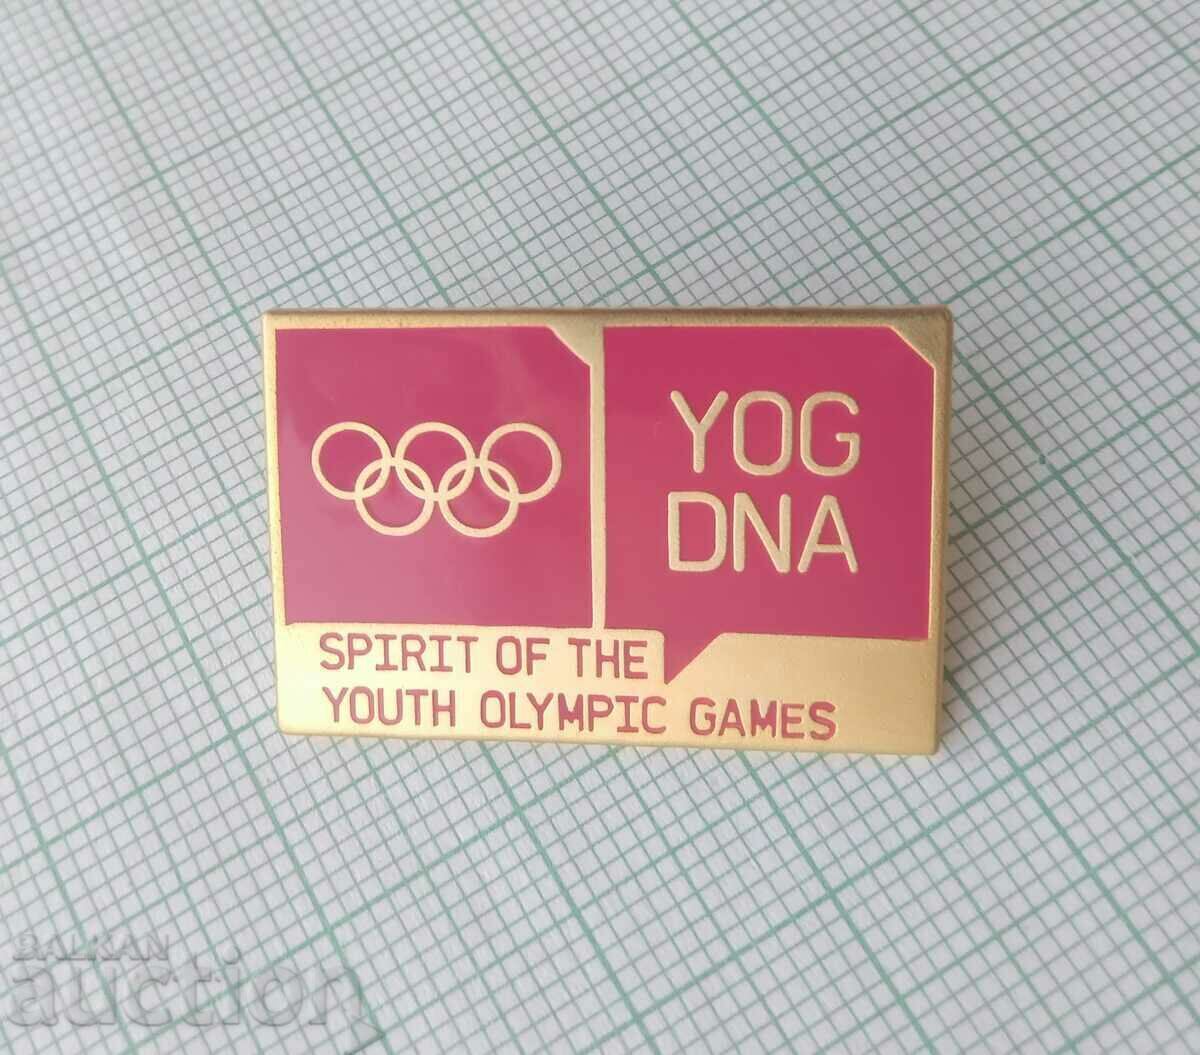 YOG
DNA
SPIRIT OF THE
YOUTH OLYMPIC GAMES
BALKAN
auction